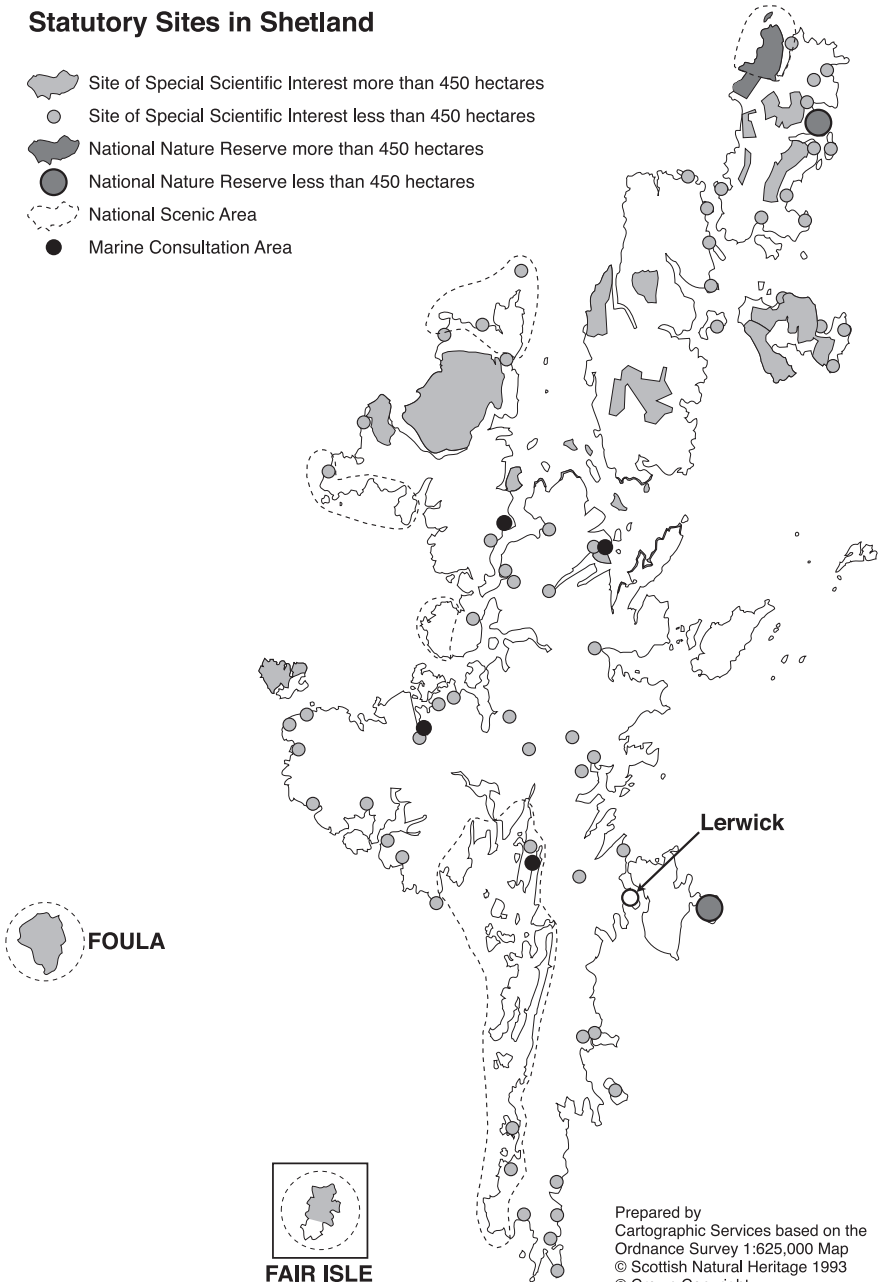 Statutory Sites in Shetland
Site of Special Scientific Interest more than 450 hectares
Site of Special Scientific Interest less than 450 hectares
National Nature Reserve more than 450 hectares
National Nature Reserve less than 450 hectares
National Scenic Area
Marine Consultation Area
Lerwick
FOULA
FAIR ISLE
Prepared by
Cartographic Services based on the
Ordnance Survey 1:625,000 Map
© Scottish Natural Heritage 1993
© Crown Copyright